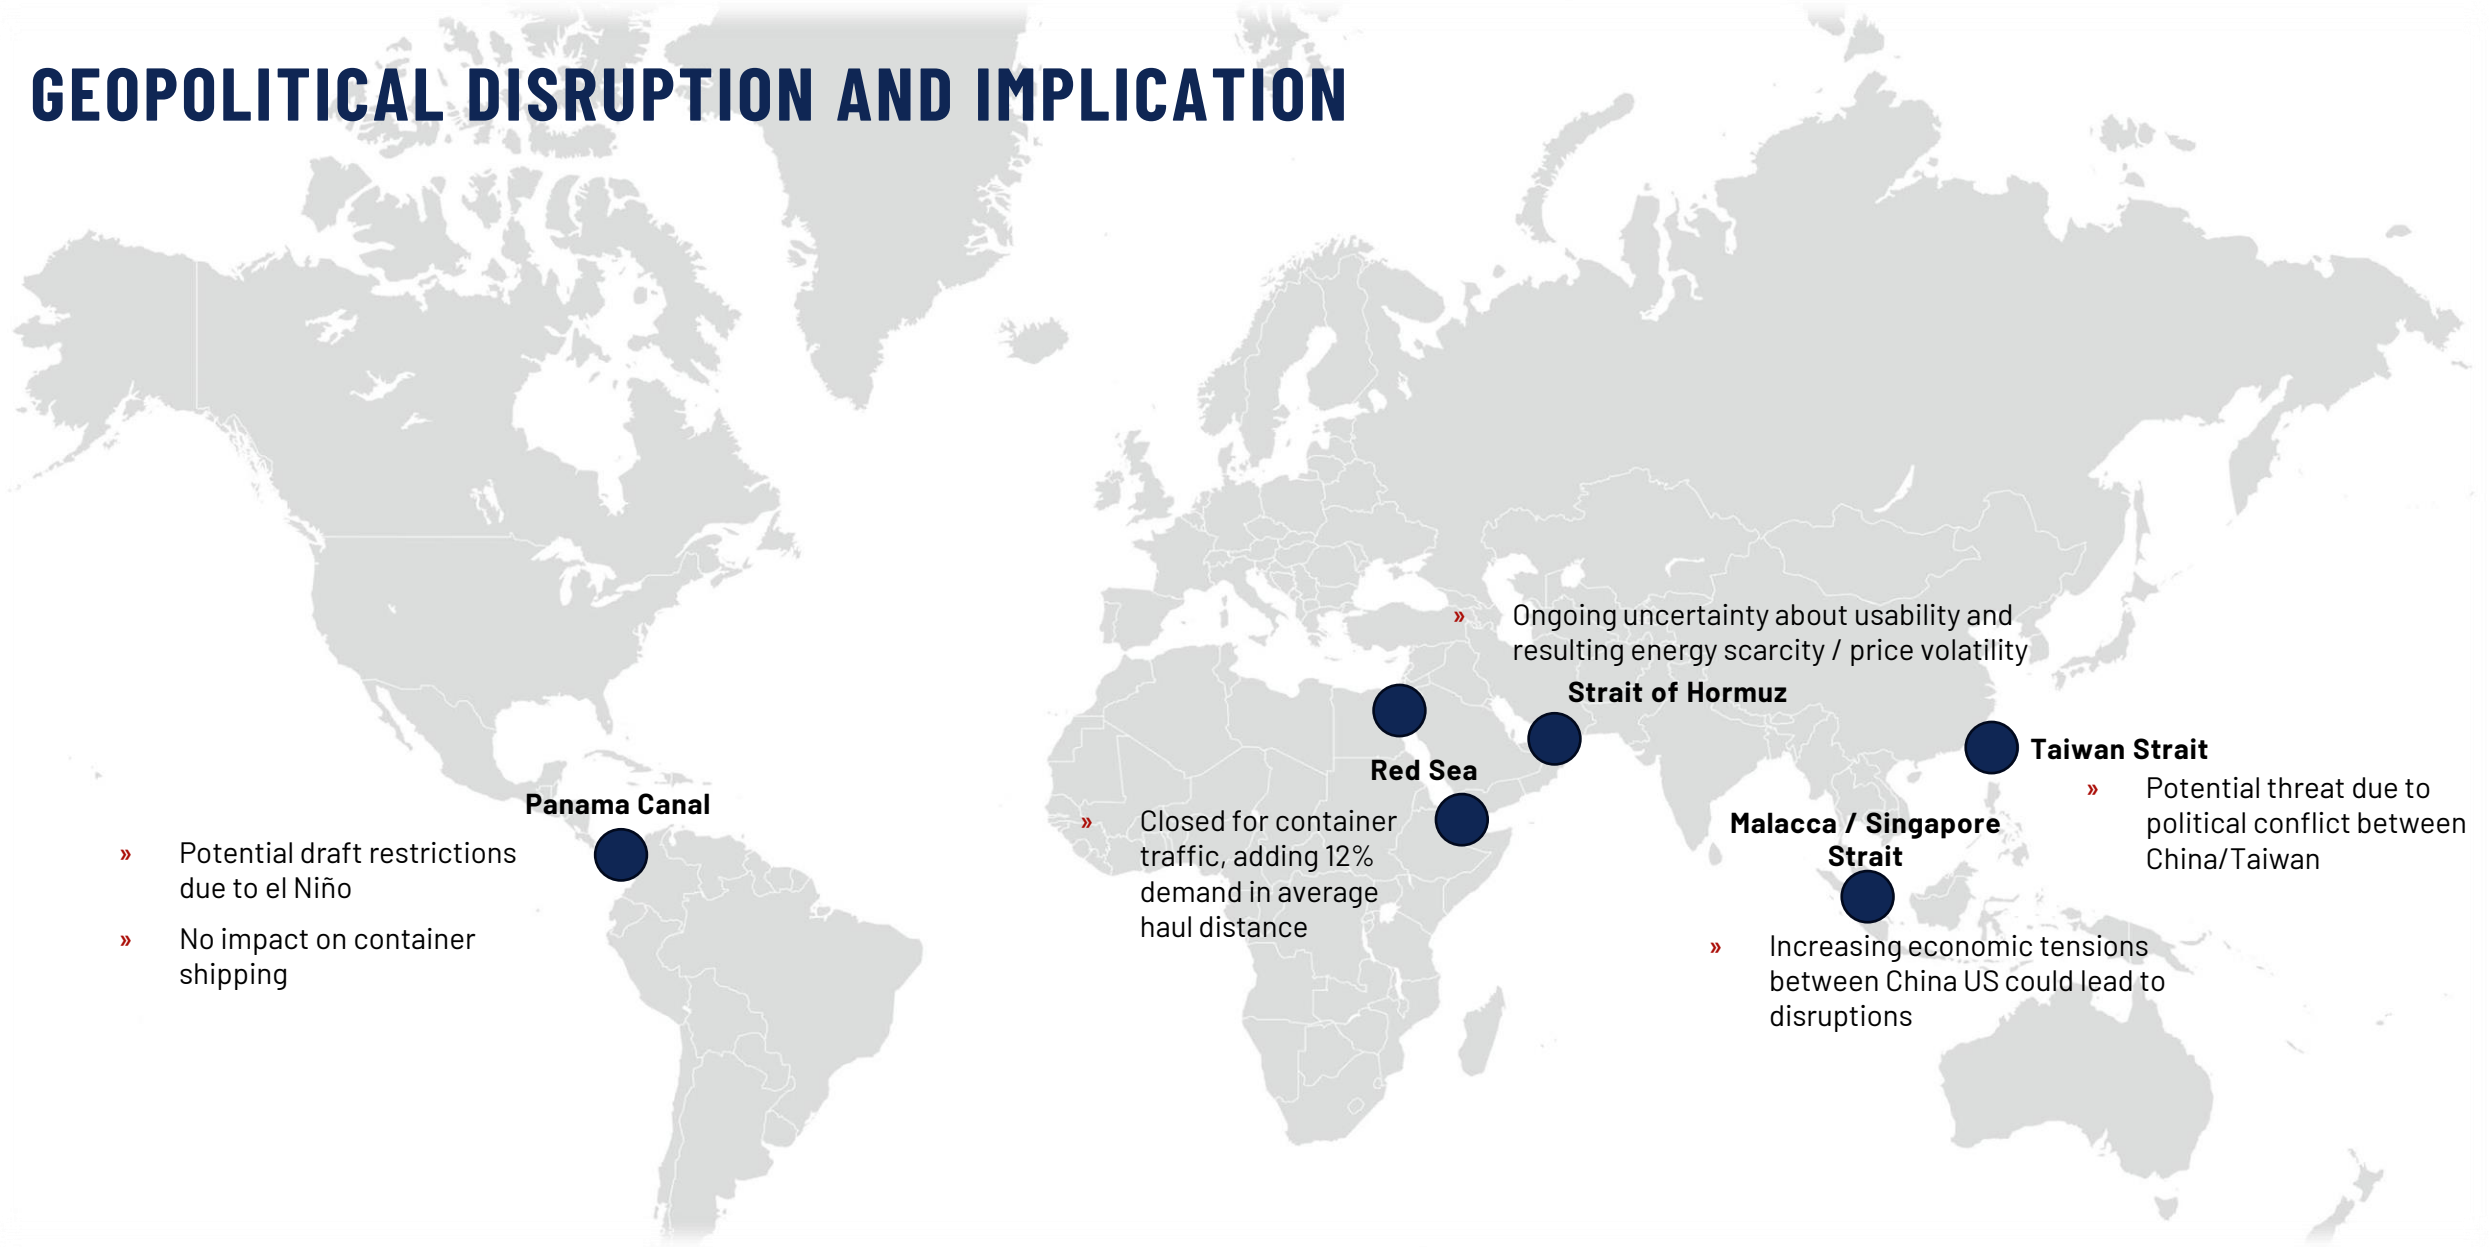 GEOPOLITICAL DISRUPTION AND IMPLICATION
» Ongoing uncertainty about usability and
resulting energy scarcity / price volatility
Strait of Hormuz
Red Sea
» Closed for container
traffic, adding 12%
demand in average
haul distance
Panama Canal
» Potential draft restrictions
due to el Niño
» No impact on container
shipping
Taiwan Strait
» Potential threat due to
political conflict between
China/Taiwan
Malacca / Singapore
Strait
» Increasing economic tensions
between China US could lead to
disruptions